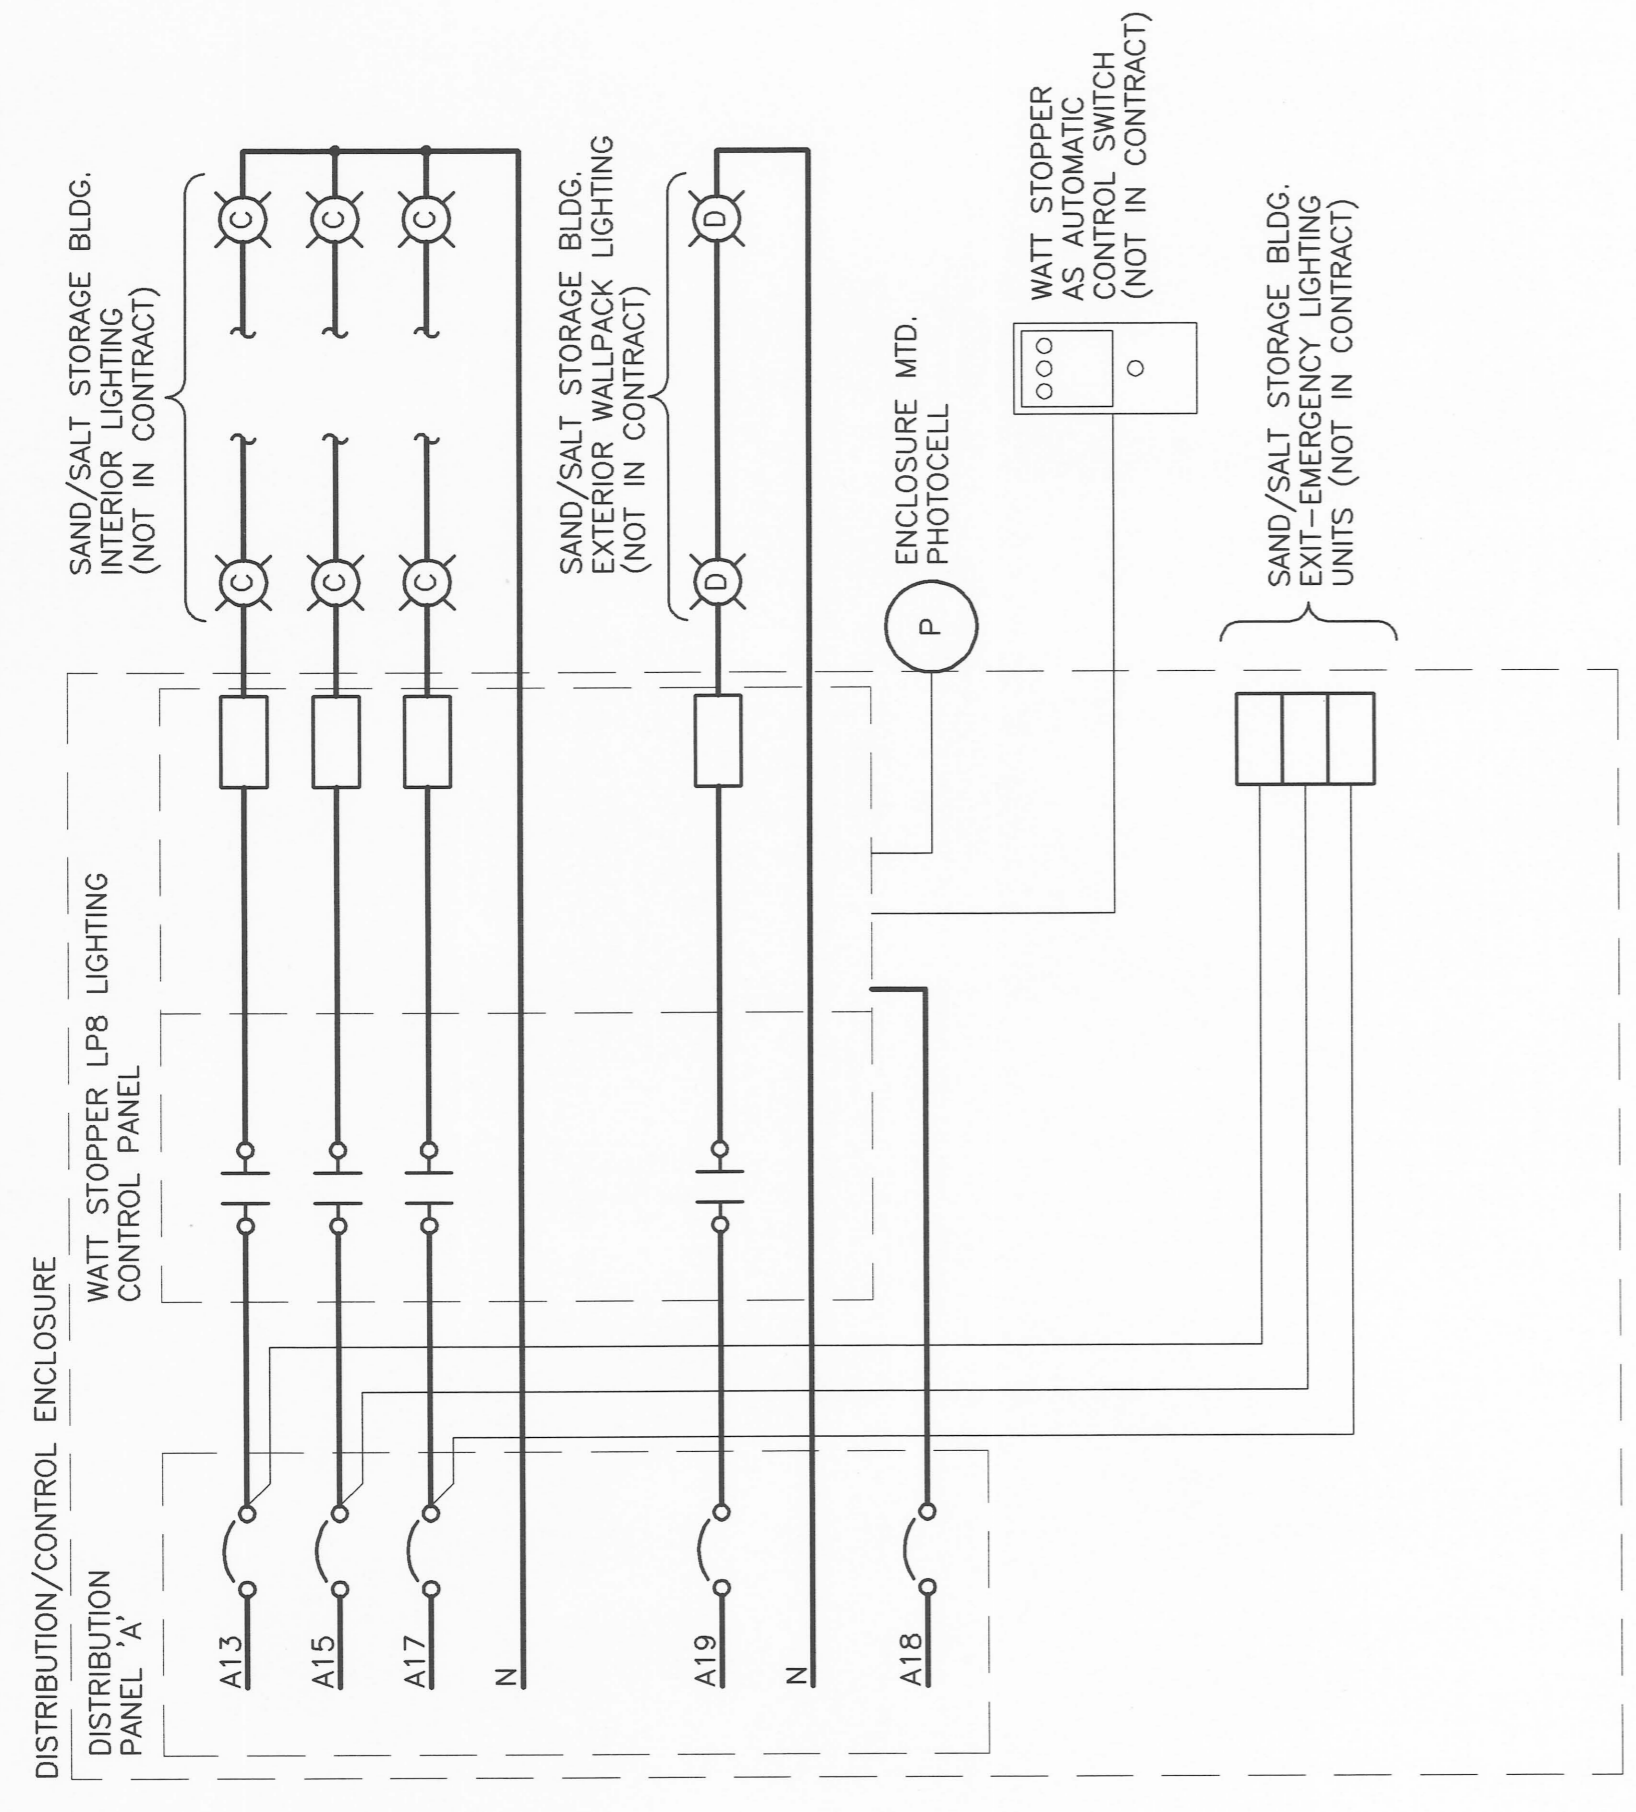 DISTRIBUTION/CONTROL ENCLOSURE
DISTRIBUTION
PANEL 'A'
WATT STOPPER LP8 LIGHTING
CONTROL PANEL
SAND/SALT STORAGE BLDG.
INTERIOR LIGHTING
(NOT IN CONTRACT)
A13
C
C
A15
C
C
A17
C
C
N
SAND/SALT STORAGE BLDG.
EXTERIOR WALLPACK LIGHTING
(NOT IN CONTRACT)
A19
D
D
N
A18
P
ENCLOSURE MTD.
PHOTOCELL
WATT STOPPER
AS AUTOMATIC
CONTROL SWITCH
(NOT IN CONTRACT)
SAND/SALT STORAGE BLDG.
EXIT-EMERGENCY LIGHTING
UNITS (NOT IN CONTRACT)